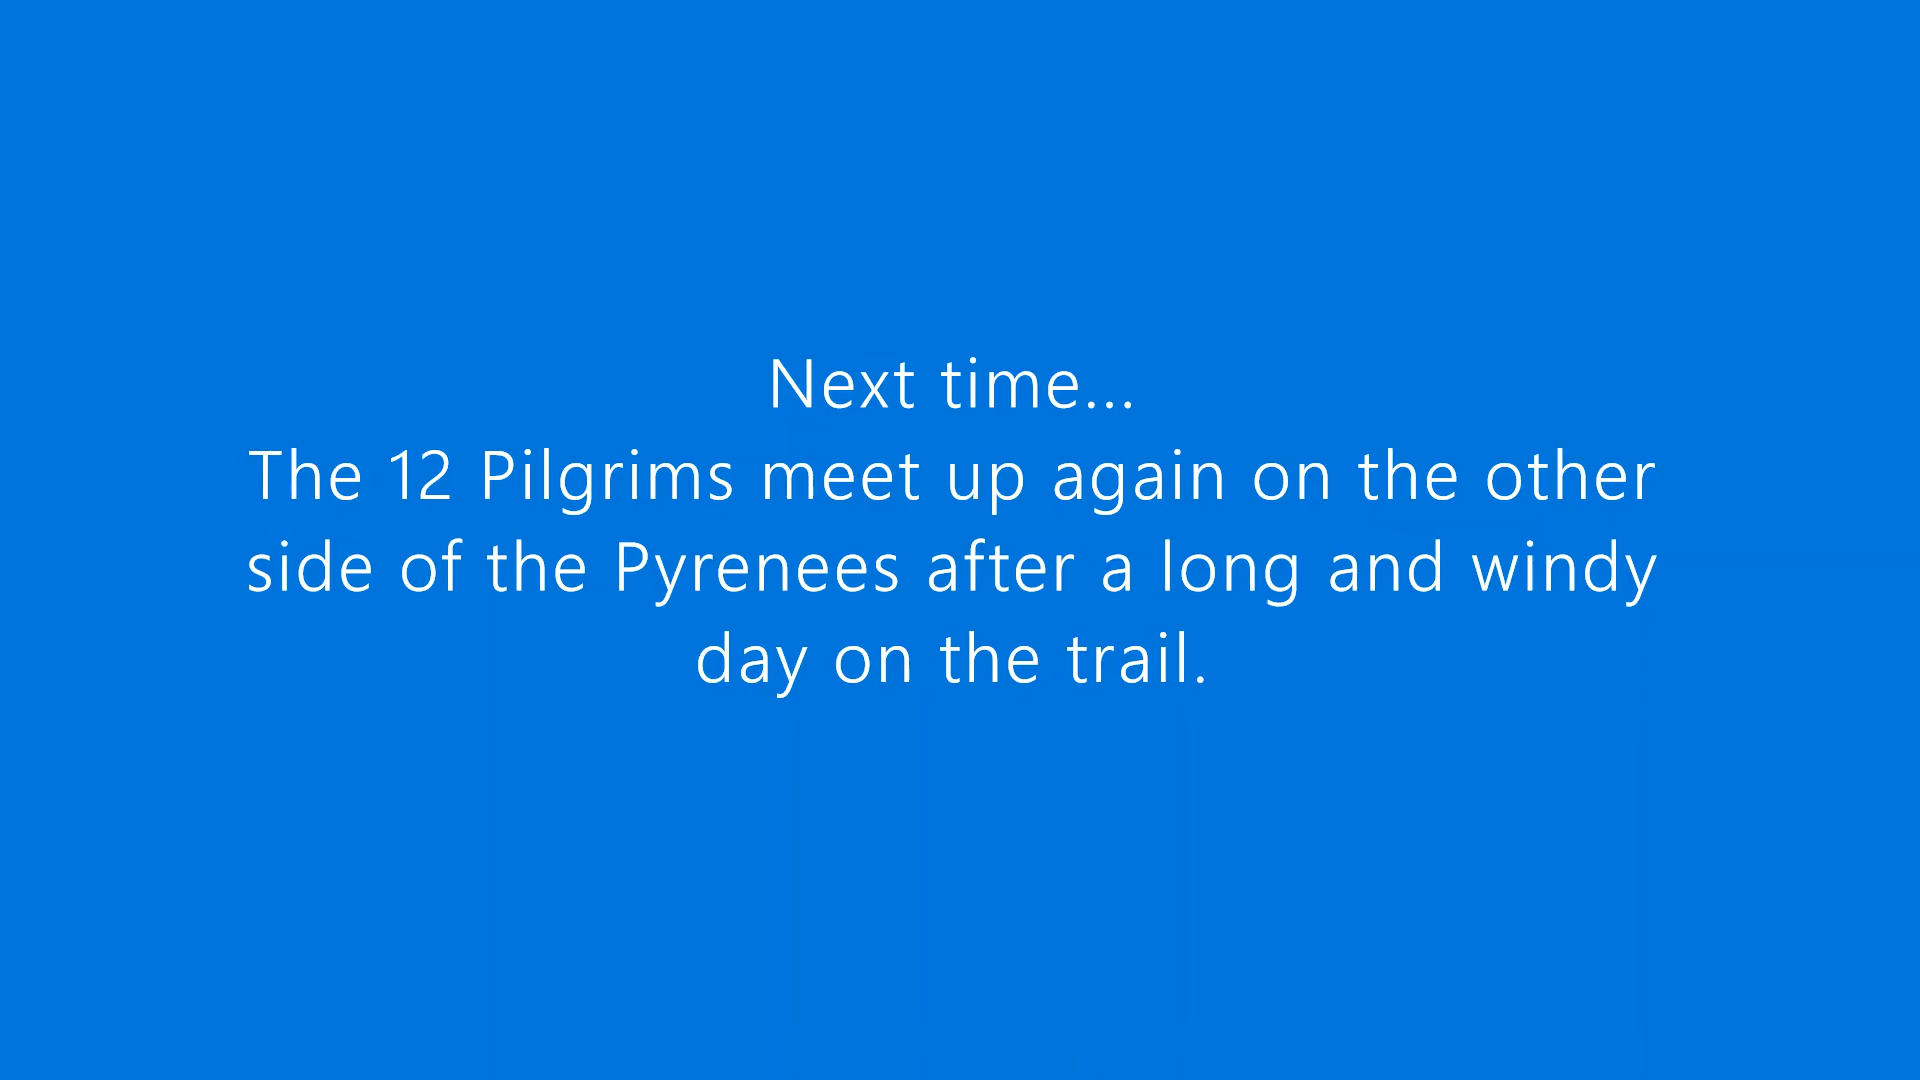 Next time...
The 12 Pilgrims meet up again on the other
side of the Pyrenees after a long and windy
day on the trail.